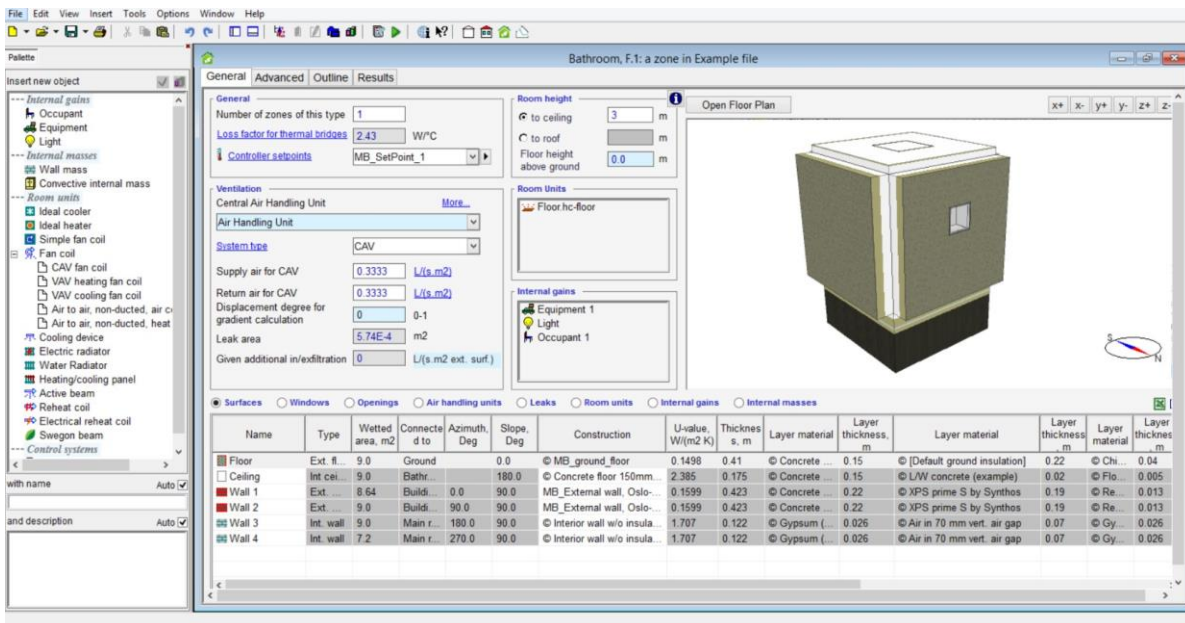 File Edit View Insert Tools Options Window Help
Palette
Insert new object
--- Internal gains
Occupant
Equipment
Light
--- Internal masses
Wall mass
Convective internal mass
--- Room units
Ideal cooler
Ideal heater
Simple fan coil
Fan coil
CAV fan coil
VAV heating fan coil
VAV cooling fan coil
Air to air, non-ducted, air c
Air to air, non-ducted, heat
Cooling device
Electric radiator
Water Radiator
Heating/cooling panel
Active beam
Reheat coil
Electrical reheat coil
Swegon beam
--- Control systems
with name Auto
and description Auto
Bathroom, F.1: a zone in Example file
General Advanced Outline Results
General
Number of zones of this type 1
Loss factor for thermal bridges 2.43 W/°C
Controller setpoints MB_SetPoint_1
Ventilation
Central Air Handling Unit More...
Air Handling Unit
System type CAV
Supply air for CAV 0.3333 L/(s.m2)
Return air for CAV 0.3333 L/(s.m2)
Displacement degree for gradient calculation 0 0-1
Leak area 5.74E-4 m2
Given additional in/exfiltration 0 L/(s.m2 ext. surf.)
Room height
to ceiling 3 m
to roof m
Floor height above ground 0.0 m
Room Units
Floor.hc-floor
Internal gains
Equipment 1
Light
Occupant 1
Open Floor Plan x+ x- y+ y- z+ z-
S
N
Surfaces Windows Openings Air handling units Leaks Room units Internal gains Internal masses
Name Type Wetted area, m2 Connecte d to Azimuth, Deg Slope, Deg Construction U-value, W/(m2 K) Thicknes s, m Layer material Layer thickness, m Layer material Layer thickness , m Layer material Layer thicknes , m
Floor Ext. fl... 9.0 Ground 0.0 © MB_ground_floor 0.1498 0.41 © Concrete ... 0.15 © [Default ground insulation] 0.22 © Chi... 0.04
Ceiling Int cei... 9.0 Bathr... 180.0 © Concrete floor 150mm... 2.385 0.175 © Concrete ... 0.15 © L/W concrete (example) 0.02 © Flo... 0.005
Wall 1 Ext. ... 8.64 Buildi... 0.0 90.0 MB_External wall, Oslo-... 0.1599 0.423 © Concrete ... 0.22 © XPS prime S by Synthos 0.19 © Re... 0.013
Wall 2 Ext. ... 9.0 Buildi... 90.0 90.0 MB_External wall, Oslo-... 0.1599 0.423 © Concrete ... 0.22 © XPS prime S by Synthos 0.19 © Re... 0.013
Wall 3 Int. wall 9.0 Main r... 180.0 90.0 © Interior wall w/o insula... 1.707 0.122 © Gypsum (... 0.026 © Air in 70 mm vert. air gap 0.07 © Gy... 0.026
Wall 4 Int. wall 7.2 Main r... 270.0 90.0 © Interior wall w/o insula... 1.707 0.122 © Gypsum (... 0.026 © Air in 70 mm vert. air gap 0.07 © Gy... 0.026